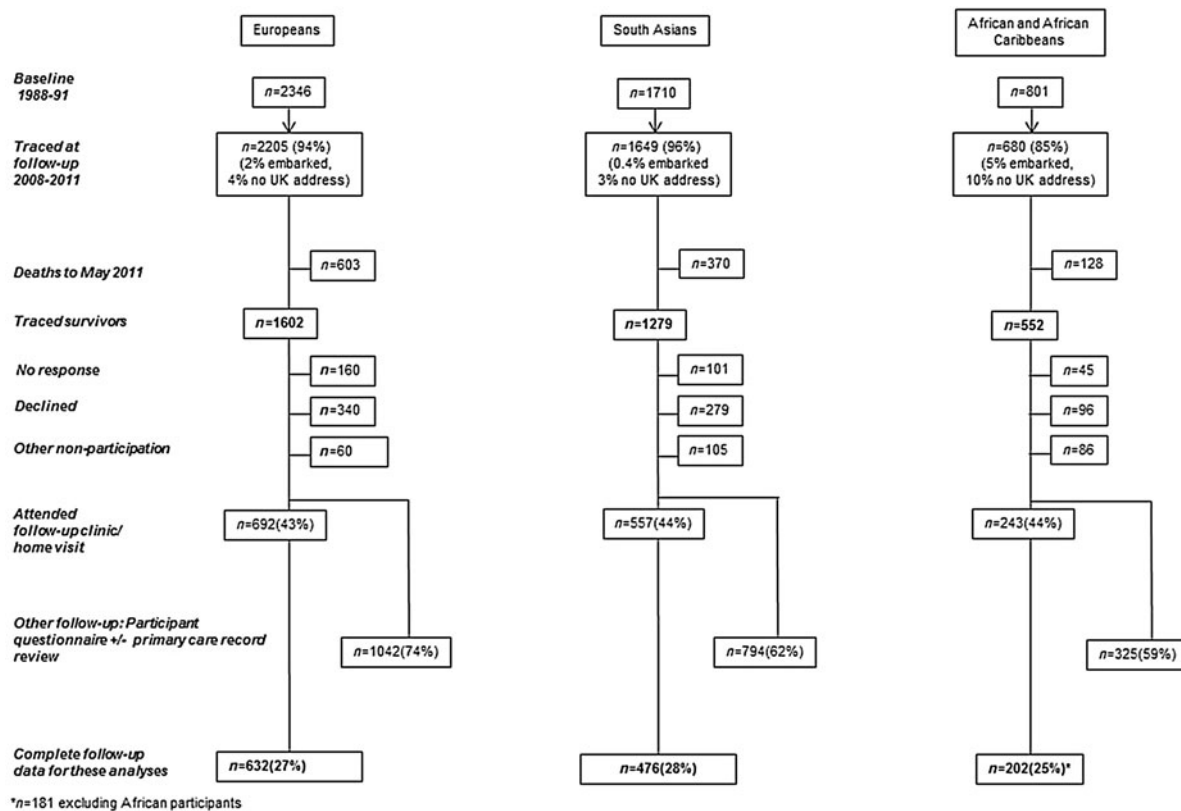 Europeans
South Asians
African and African
Caribbeans
Baseline
1988-91
n=2346
n=1710
n=801
Traced at
follow-up
2008-2011
n=2205 (94%)
(2% embarked,
4% no UK address)
n=1649 (96%)
(0.4% embarked
3% no UK address)
n=680 (85%)
(5% embarked,
10% no UK address)
Deaths to May 2011
n=603
n=370
n=128
Traced survivors
n=1602
n=1279
n=552
No response
n=160
n=101
n=45
Declined
n=340
n=279
n=96
Other non-participation
n=60
n=105
n=86
Attended
follow-up clinic/
home visit
n=692(43%)
n=557(44%)
n=243(44%)
Other follow-up: Participant
questionnaire +/- primary care record
review
n=1042(74%)
n=794(62%)
n=325(59%)
Complete follow-up
data for these analyses
n=632(27%)
n=476(28%)
n=202(25%)*
*n=181 excluding African participants